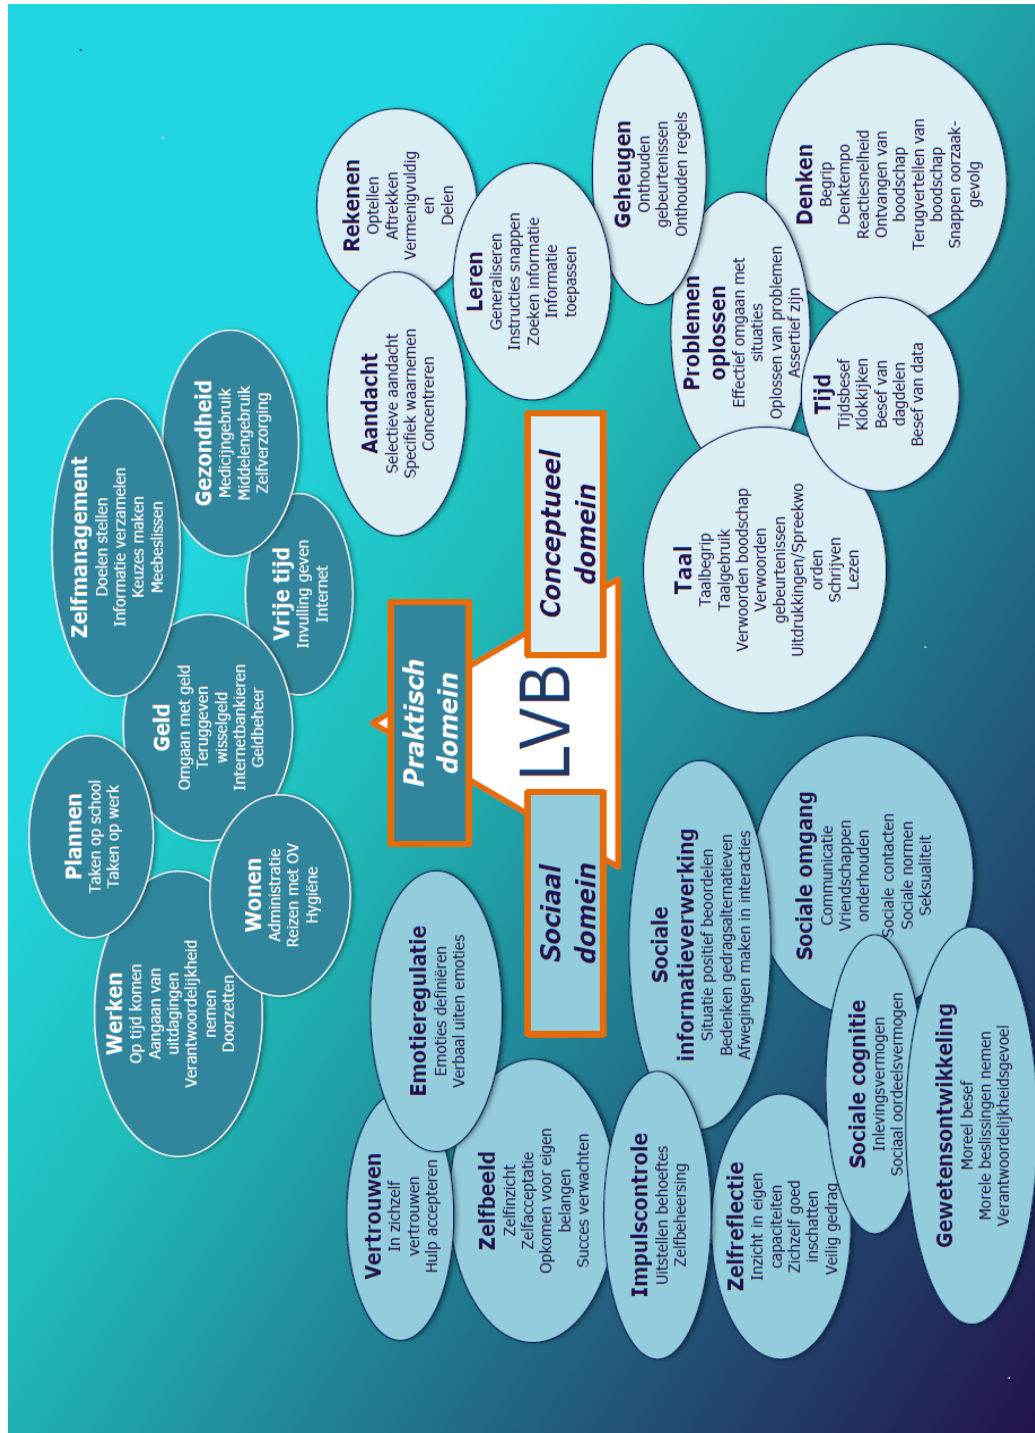 Werken
Op tijd komen
Aangaan van
uitdagingen
Verantwoordelijkheid
nemen
Doorzetten
Plannen
Taken op school
Taken op werk
Wonen
Administratie
Reizen met OV
Hygiëne
Geld
Omgaan met geld
Teruggeven
wisselgeld
Internetbankieren
Geldbeheer
Zelfmanagement
Doelen stellen
Informatie verzamelen
Keuzes maken
Meebeslissen
Vrije tijd
Invulling geven
Internet
Gezondheid
Medicijngebruik
Middelengebruik
Zelfverzorging
Praktisch
domein
LVB
Sociaal
domein
Conceptueel
domein
Vertrouwen
In zichzelf
vertrouwen
Hulp accepteren
Emotieregulatie
Emoties definiëren
Verbaal uiten emoties
Zelfbeeld
Zelfinzicht
Zelfacceptatie
Opkomen voor eigen
belangen
Succes verwachten
Impulscontrole
Uitstellen behoeftes
Zelfbeheersing
Sociale
informatieverwerking
Situatie positief beoordelen
Bedenken gedragsalternatieven
Afwegingen maken in interacties
Zelfreflectie
Inzicht in eigen
capaciteiten
Zichzelf goed
inschatten
Veilig gedrag
Sociale omgang
Communicatie
Vriendschappen
onderhouden
Sociale contacten
Sociale normen
Seksualiteit
Sociale cognitie
Inlevingsvermogen
Sociaal oordeelsvermogen
Gewetensontwikkeling
Moreel besef
Morele beslissingen nemen
Verantwoordelijkheidsgevoel
Aandacht
Selectieve aandacht
Specifiek waarnemen
Concentreren
Rekenen
Optellen
Aftrekken
Vermenigvuldig
en
Delen
Leren
Generaliseren
Instructies snappen
Zoeken informatie
Informatie
toepassen
Geheugen
Onthouden
gebeurtenissen
Onthouden regels
Problemen
oplossen
Effectief omgaan met
situaties
Oplossen van problemen
Assertief zijn
Denken
Begrip
Denktempo
Reactiesnelheid
Ontvangen van
boodschap
Terugvertellen van
boodschap
Snappen oorzaak-
gevolg
Taal
Taalbegrip
Taalgebruik
Verwoorden boodschap
Verwoorden
gebeurtenissen
Uitdrukkingen/Spreekwo
orden
Schrijven
Lezen
Tijd
Tijdsbesef
Klokkijken
Besef van
dagdelen
Besef van data